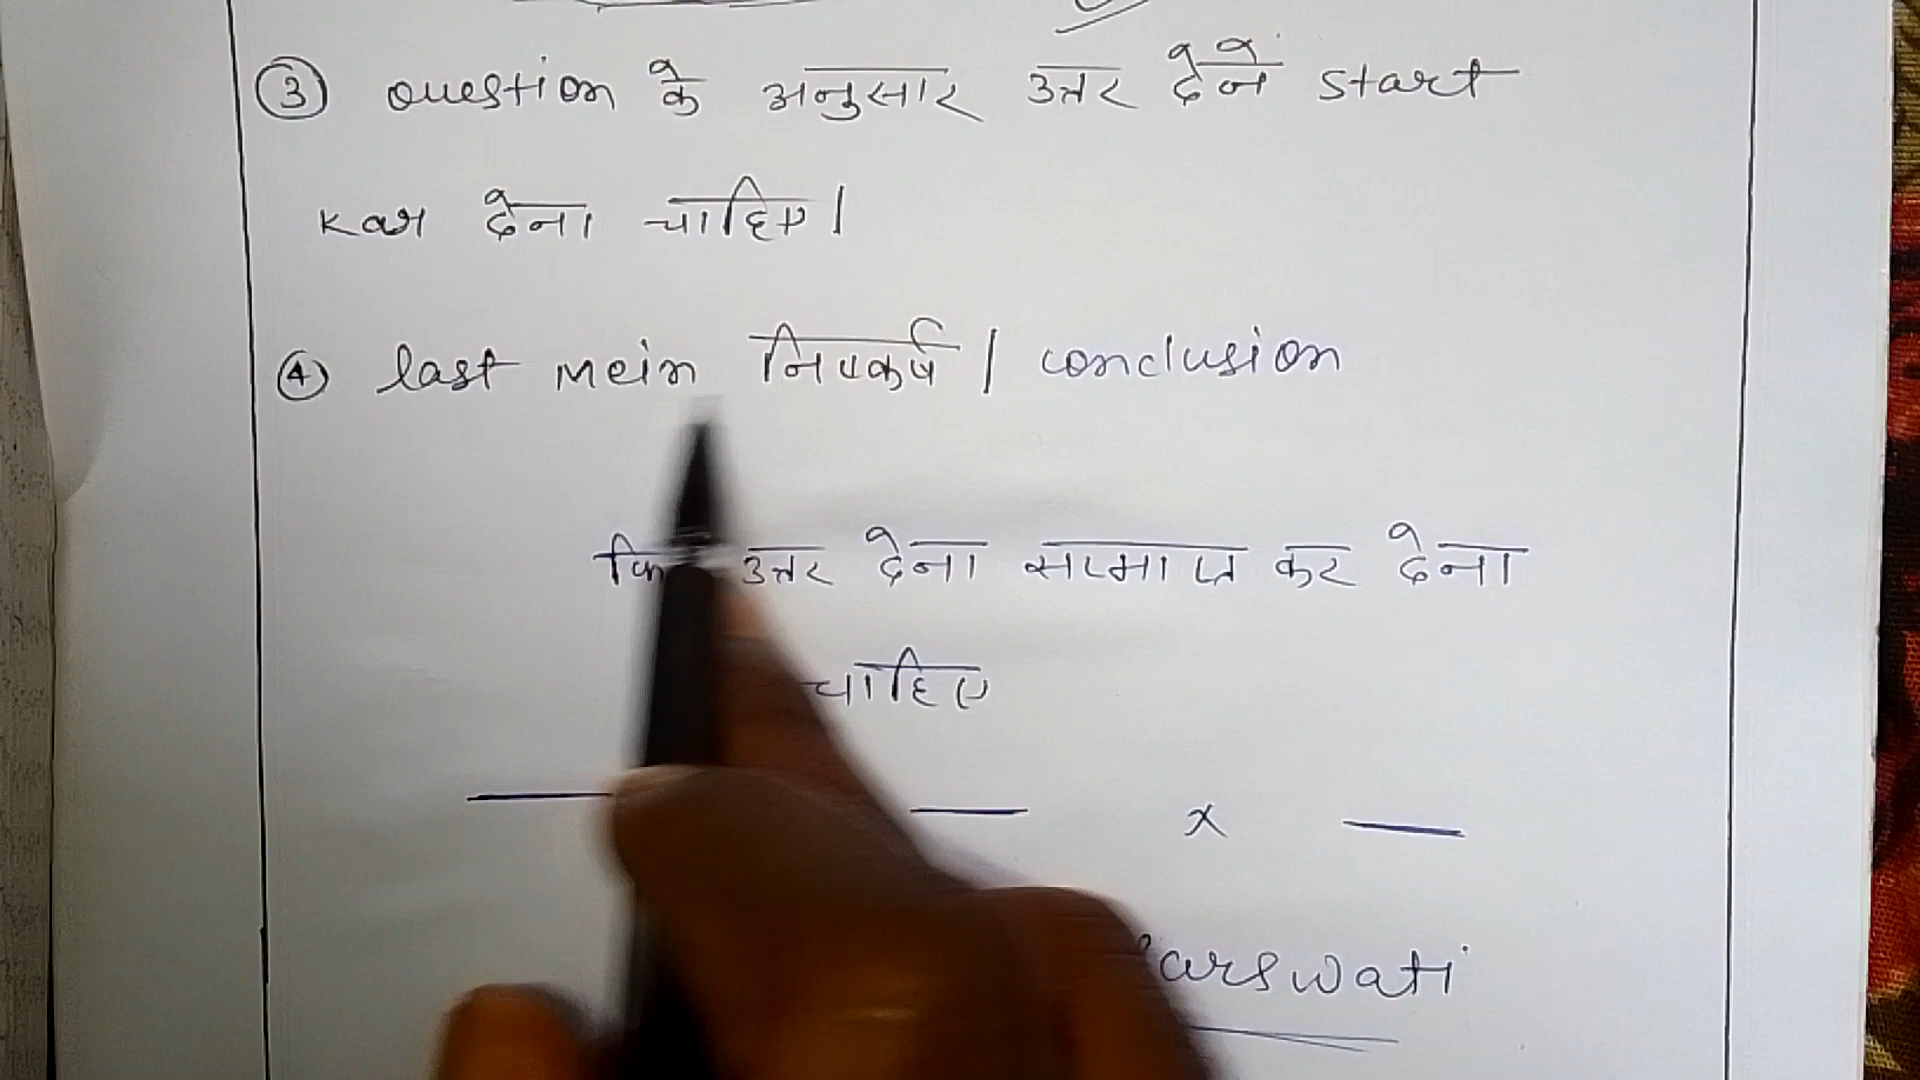 ③ question के अनुसार उत्तर देने start
kar देना चाहिए।
④ last mein निष्कर्ष / conclusion
उत्तर देना समाप्त कर देना
चाहिए
x
arswati